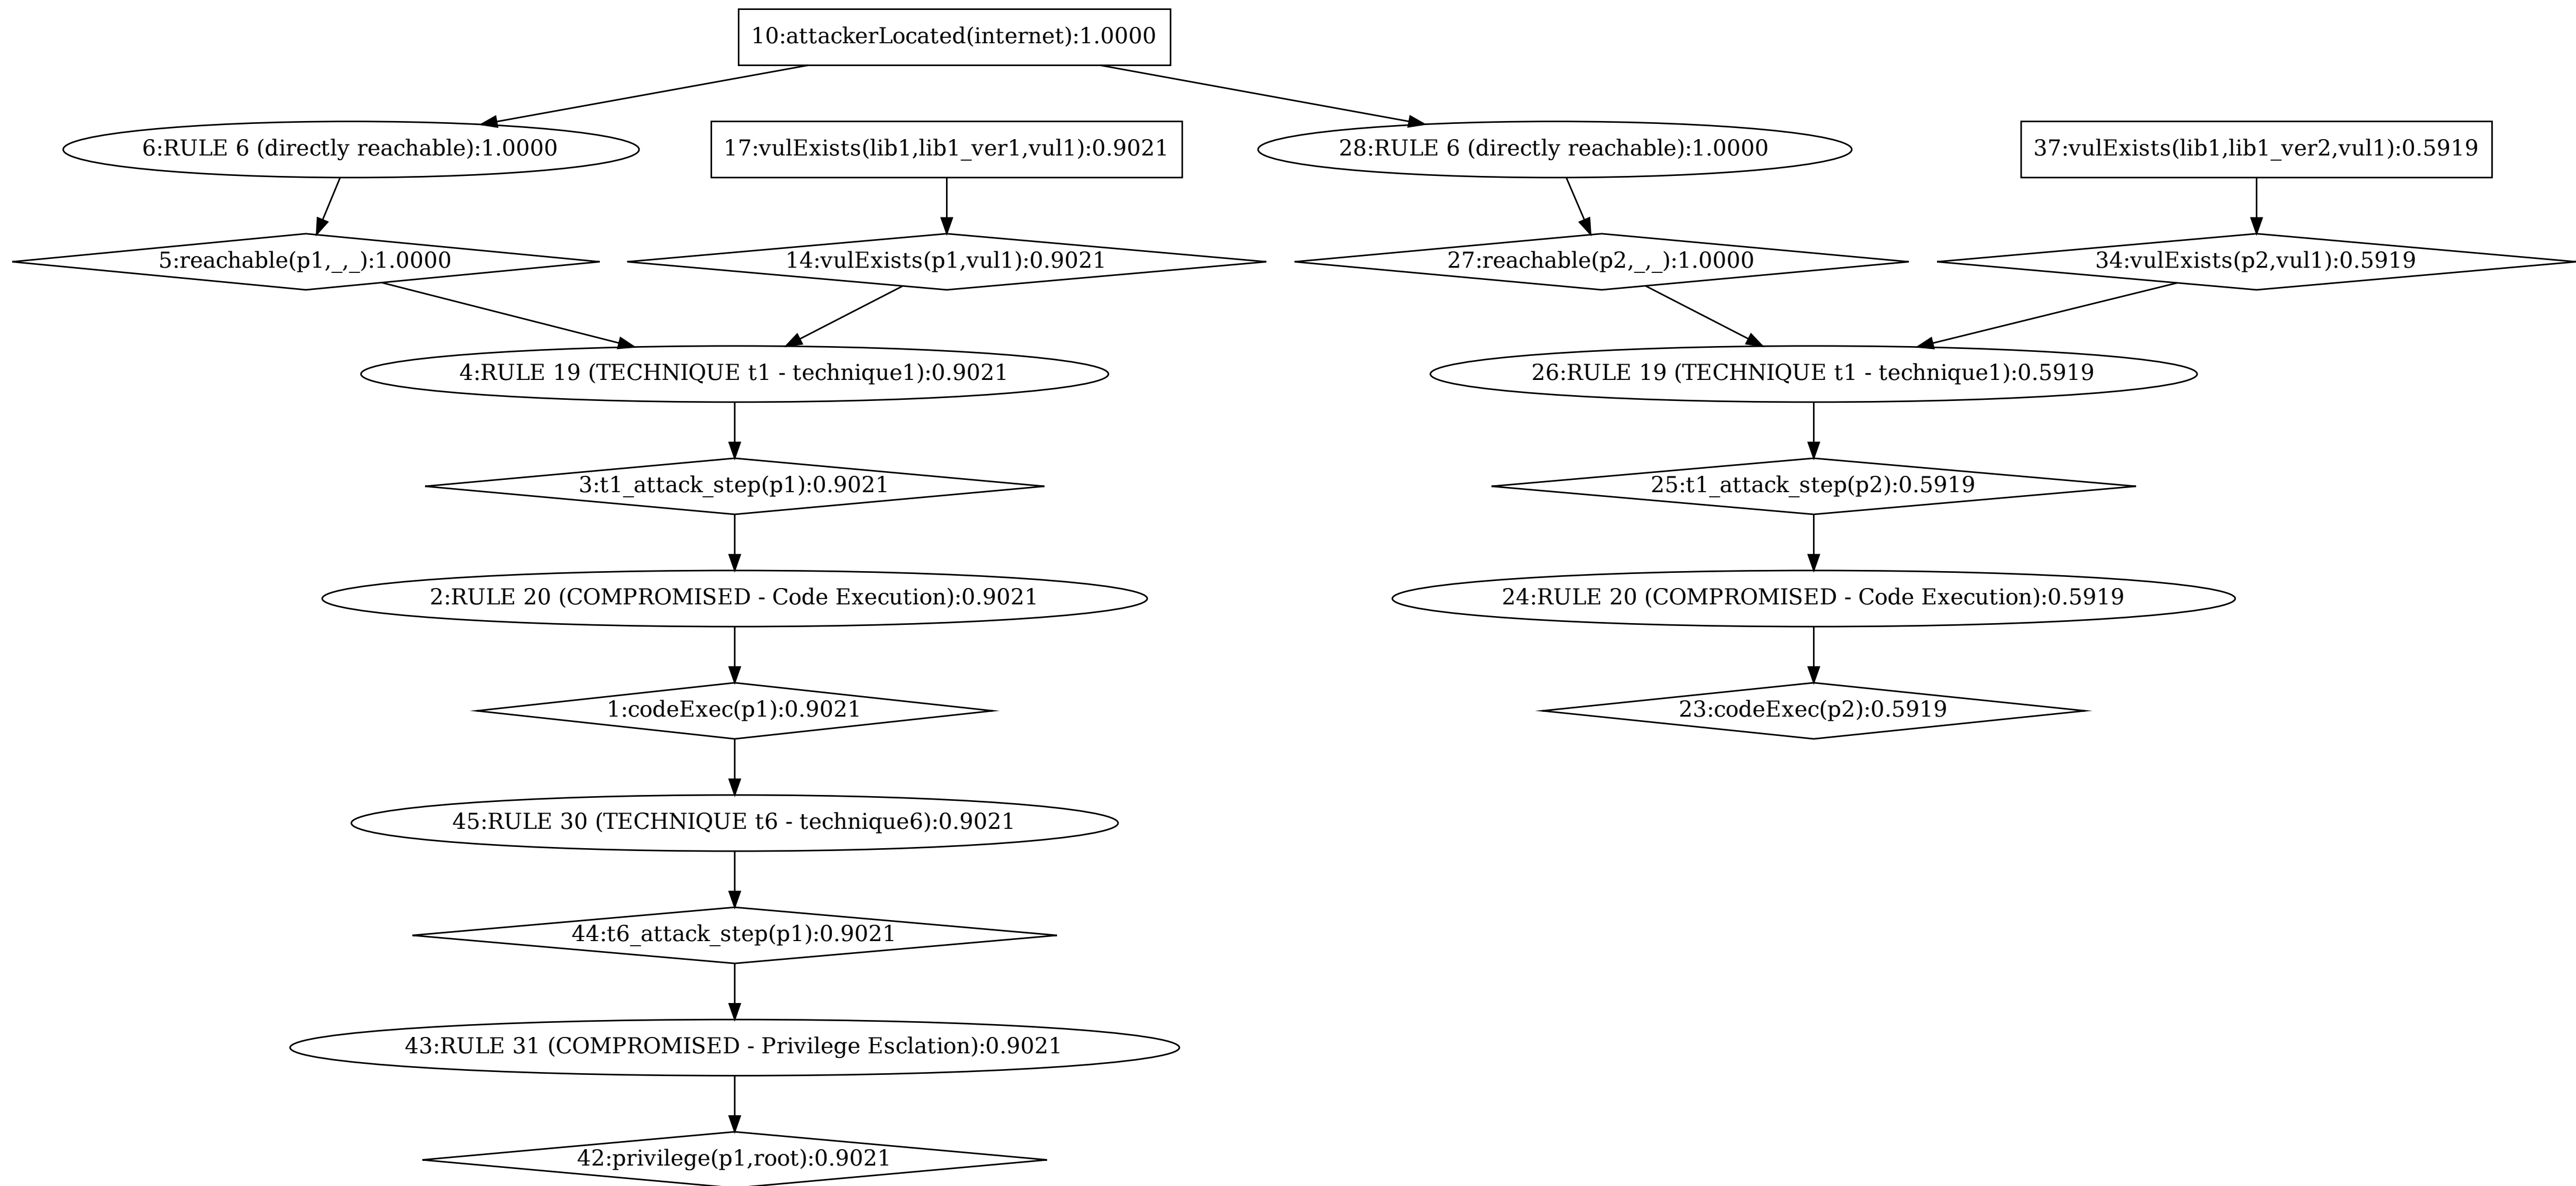 10:attackerLocated(internet):1.0000
6:RULE 6 (directly reachable):1.0000
17:vulExists(lib1,lib1_ver1,vul1):0.9021
28:RULE 6 (directly reachable):1.0000
37:vulExists(lib1,lib1_ver2,vul1):0.5919
5:reachable(p1,_,_):1.0000
14:vulExists(p1,vul1):0.9021
27:reachable(p2,_,_):1.0000
34:vulExists(p2,vul1):0.5919
4:RULE 19 (TECHNIQUE t1 - technique1):0.9021
26:RULE 19 (TECHNIQUE t1 - technique1):0.5919
3:t1_attack_step(p1):0.9021
25:t1_attack_step(p2):0.5919
2:RULE 20 (COMPROMISED - Code Execution):0.9021
24:RULE 20 (COMPROMISED - Code Execution):0.5919
1:codeExec(p1):0.9021
23:codeExec(p2):0.5919
45:RULE 30 (TECHNIQUE t6 - technique6):0.9021
44:t6_attack_step(p1):0.9021
43:RULE 31 (COMPROMISED - Privilege Esclation):0.9021
42:privilege(p1,root):0.9021